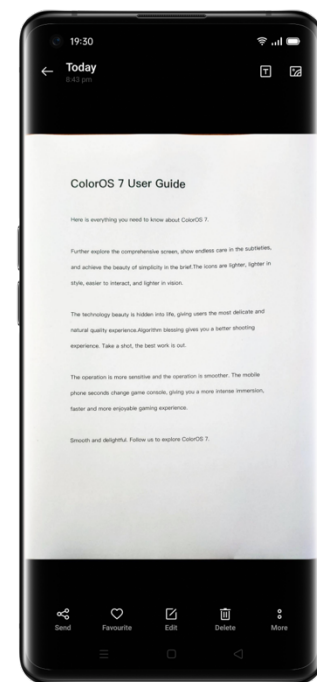 19:30
Today
8:43 pm
T
ColorOS 7 User Guide
Here is everything you need to know about ColorOS 7.
Further explore the comprehensive screen, show endless care in the subtleties,
and achieve the beauty of simplicity in the brief.The icons are lighter, lighter in
style, easier to interact, and lighter in vision.
The technology beauty is hidden into life, giving users the most delicate and
natural quality experience.Algorithm blessing gives you a better shooting
experience. Take a shot, the best work is out.
The operation is more sensitive and the operation is smoother. The mobile
phone seconds change game console, giving you a more intense immersion,
faster and more enjoyable gaming experience.
Smooth and delightful. Follow us to explore ColorOS 7.
Send Favourite Edit Delete More